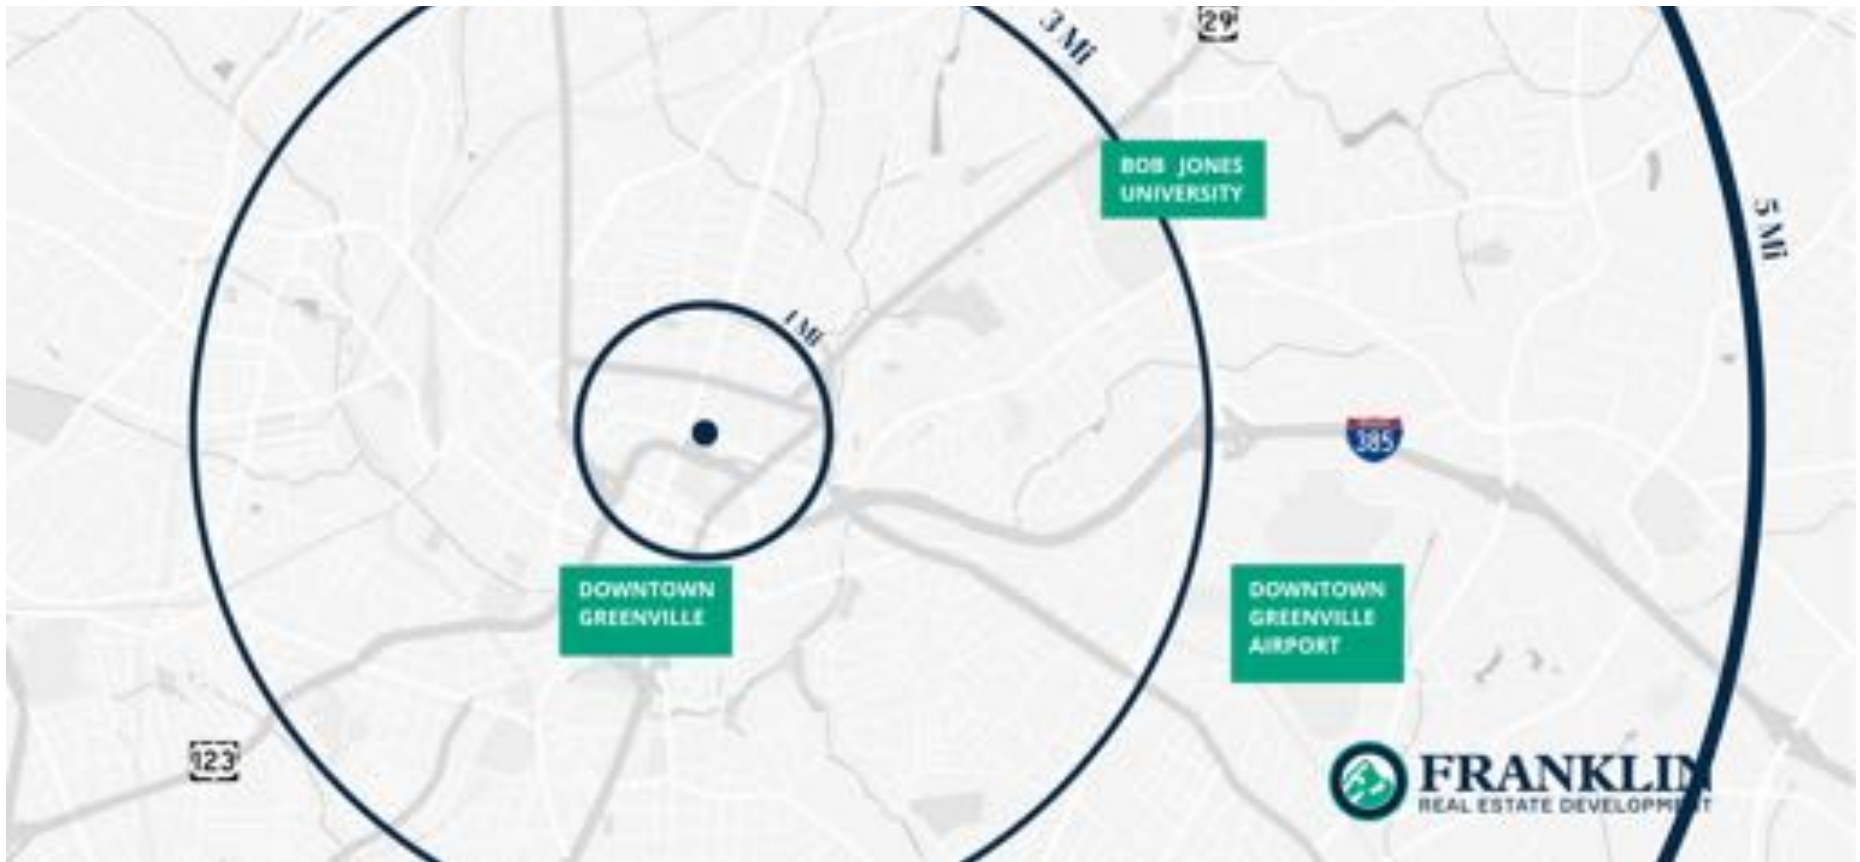 29
3 Mi
BOB JONES
UNIVERSITY
5 Mi
1 Mi
385
DOWNTOWN
GREENVILLE
DOWNTOWN
GREENVILLE
AIRPORT
123
FRANKLIN
REAL ESTATE DEVELOPMENT